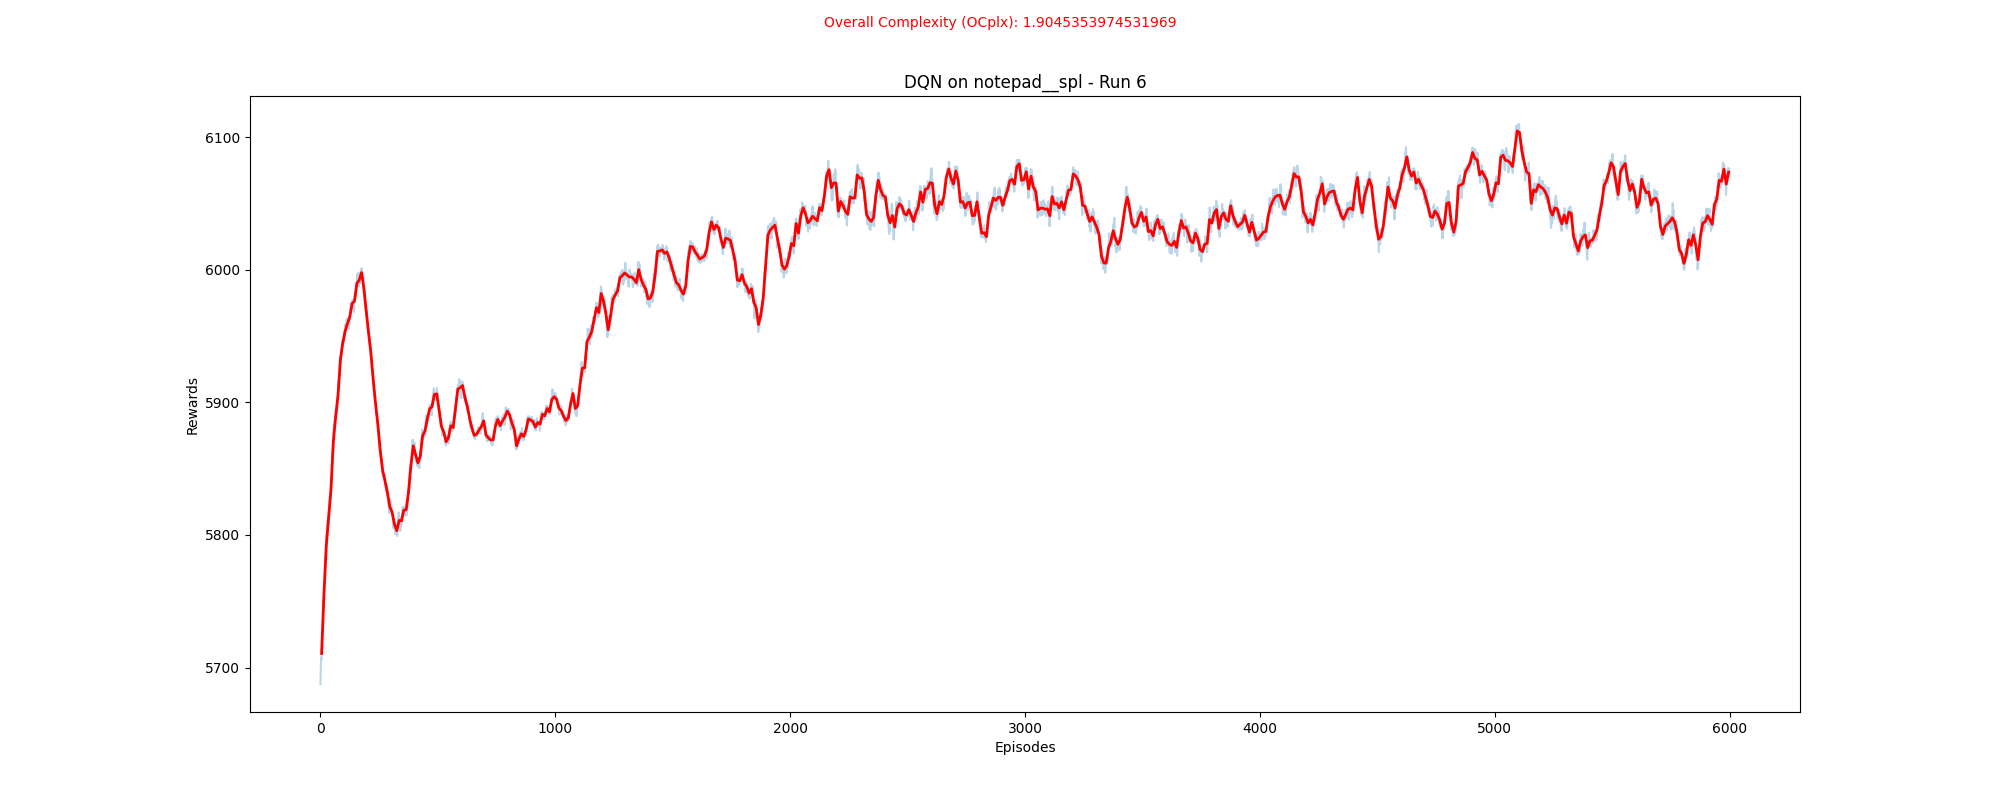 Overall Complexity (OCplx): 1.9045353974531969
DQN on notepad__spl - Run 6
6100
6000
5900
5800
5700
Rewards
0 1000 2000 3000 4000 5000 6000
Episodes